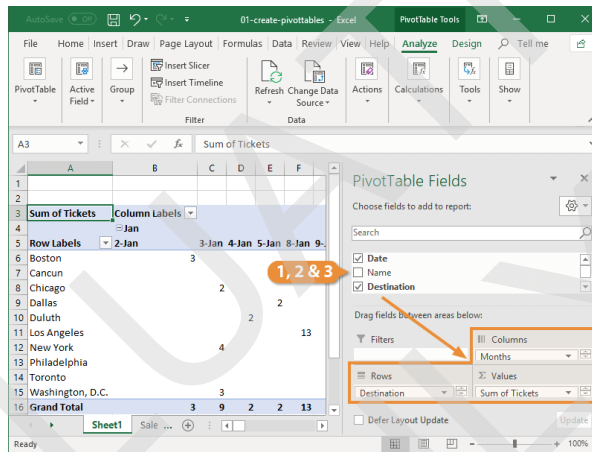 AutoSave Off 01-create-pivottables - Excel PivotTable Tools
File Home Insert Draw Page Layout Formulas Data Review View Help Analyze Design Tell me
PivotTable
Active Field
Group
Insert Slicer
Insert Timeline
Filter Connections
Filter
Refresh
Change Data Source
Data
Actions
Calculations
Tools
Show
A3 fx Sum of Tickets
A B C D E F
1
2
3 Sum of Tickets Column Labels
4 Jan
5 Row Labels 2-Jan 3-Jan 4-Jan 5-Jan 8-Jan 9-
6 Boston 3
7 Cancun
8 Chicago 2
9 Dallas 2
10 Duluth 2
11 Los Angeles 13
12 New York 4
13 Philadelphia
14 Toronto
15 Washington, D.C. 3
16 Grand Total 3 9 2 2 13
Sheet1 Sale ...
PivotTable Fields
Choose fields to add to report:
Search
Date
Name
Destination
1, 2 & 3
Drag fields between areas below:
Filters
Columns
Months
Rows
Destination
Σ Values
Sum of Tickets
Defer Layout Update Update
Ready 100%